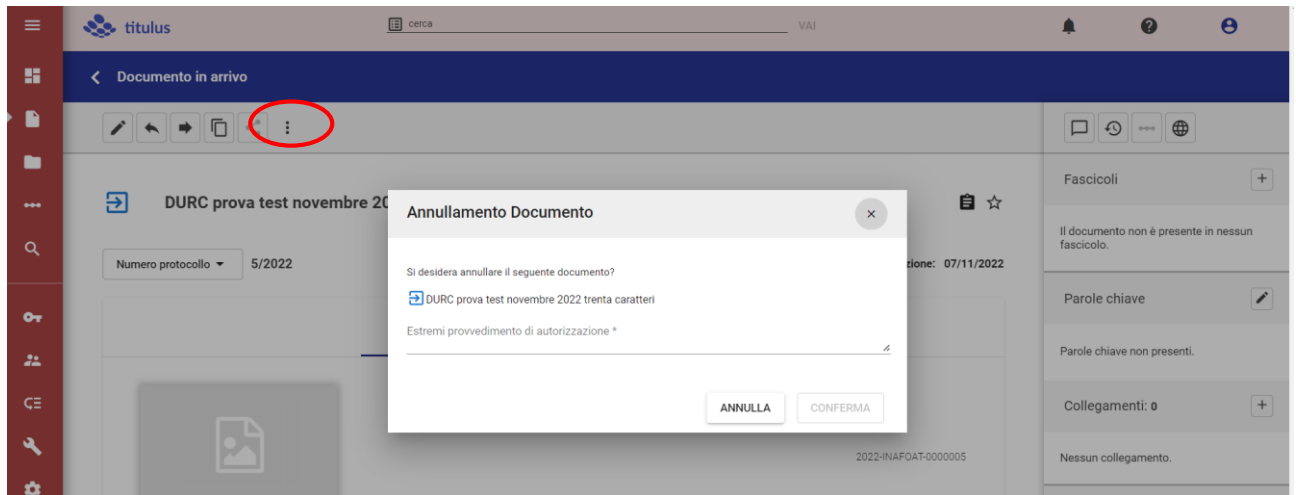 titulus
cerca
VAI
Documento in arrivo
DURC prova test novembre 20
Numero protocollo
5/2022
zione: 07/11/2022
Annullamento Documento
Si desidera annullare il seguente documento?
DURC prova test novembre 2022 trenta caratteri
Estremi provvedimento di autorizzazione *
ANNULLA
CONFERMA
2022-INAFOAT-0000005
Fascicoli
Il documento non è presente in nessun
fascicolo.
Parole chiave
Parole chiave non presenti.
Collegamenti: 0
Nessun collegamento.